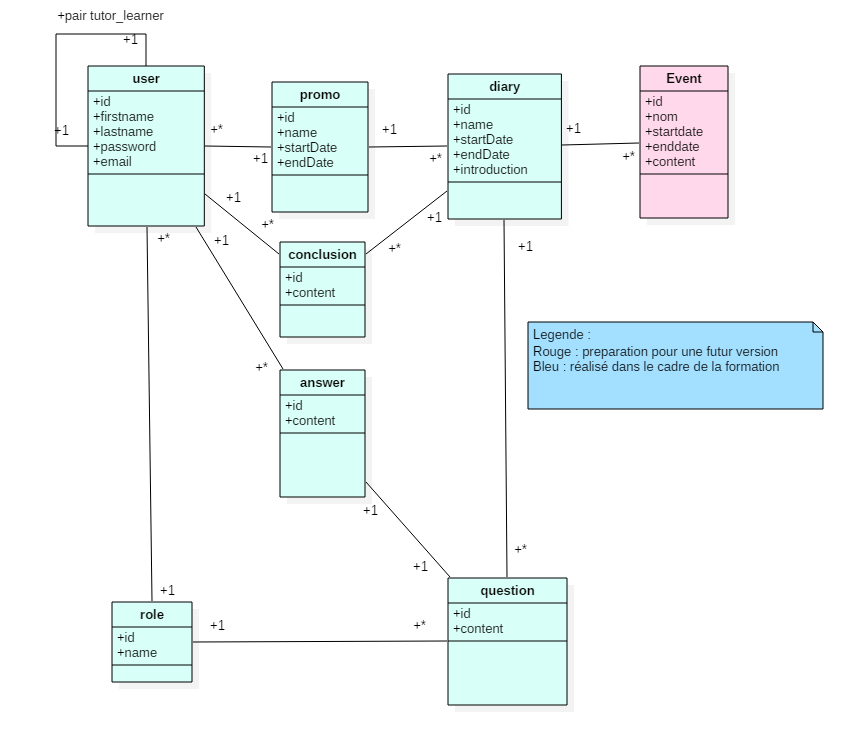 +pair tutor_learner
+1
+1
user
+id
+firstname
+lastname
+password
+email
+*
+1
promo
+id
+name
+startDate
+endDate
+1
+*
diary
+id
+name
+startDate
+endDate
+introduction
+1
+*
Event
+id
+nom
+startdate
+enddate
+content
+1
+*
conclusion
+id
+content
+*
+1
+*
+1
+*
answer
+id
+content
+1
+1
+1
+*
Legende :
Rouge : preparation pour une futur version
Bleu : réalisé dans le cadre de la formation
+1
role
+id
+name
+1
+*
question
+id
+content